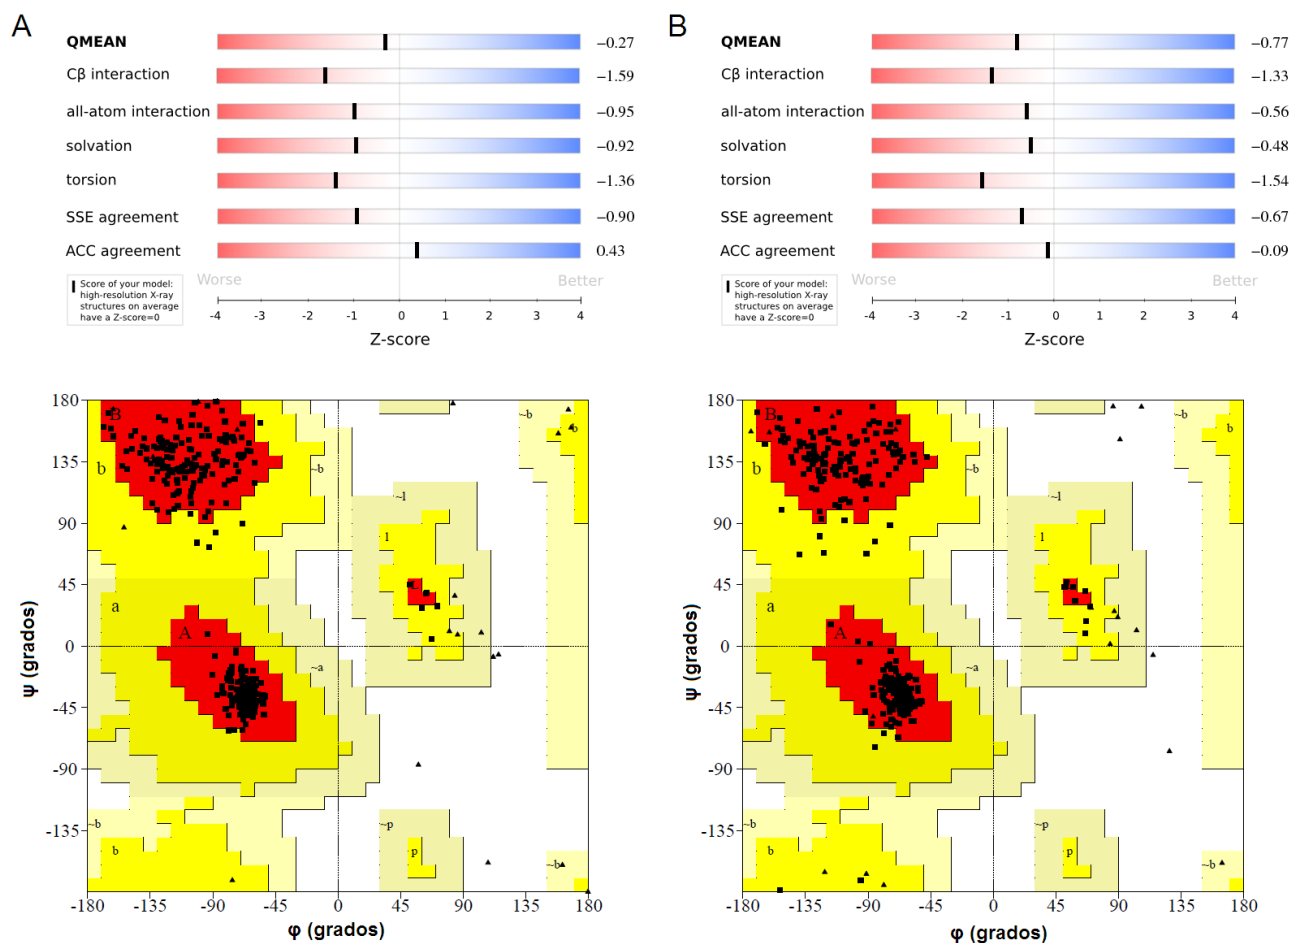 A
QMEAN −0.27
Cβ interaction −1.59
all-atom interaction −0.95
solvation −0.92
torsion −1.36
SSE agreement −0.90
ACC agreement 0.43
Worse Better
Score of your model:
high-resolution X-ray
structures on average
have a Z-score=0
-4 -3 -2 -1 0 1 2 3 4
Z-score
B
QMEAN −0.77
Cβ interaction −1.33
all-atom interaction −0.56
solvation −0.48
torsion −1.54
SSE agreement −0.67
ACC agreement −0.09
Worse Better
Score of your model:
high-resolution X-ray
structures on average
have a Z-score=0
-4 -3 -2 -1 0 1 2 3 4
Z-score
180
135
90
45
0
-45
-90
-135
ψ (grados)
B
~b
b
b
~b
~l
l
L
a
A
~a
~b
~p
b
p
~b
-180 -135 -90 -45 0 45 90 135 180
φ (grados)
180
135
90
45
0
-45
-90
-135
ψ (grados)
B
~b
b
b
~b
~l
l
a
A
~a
~b
~p
b
p
~b
-180 -135 -90 -45 0 45 90 135 180
φ (grados)